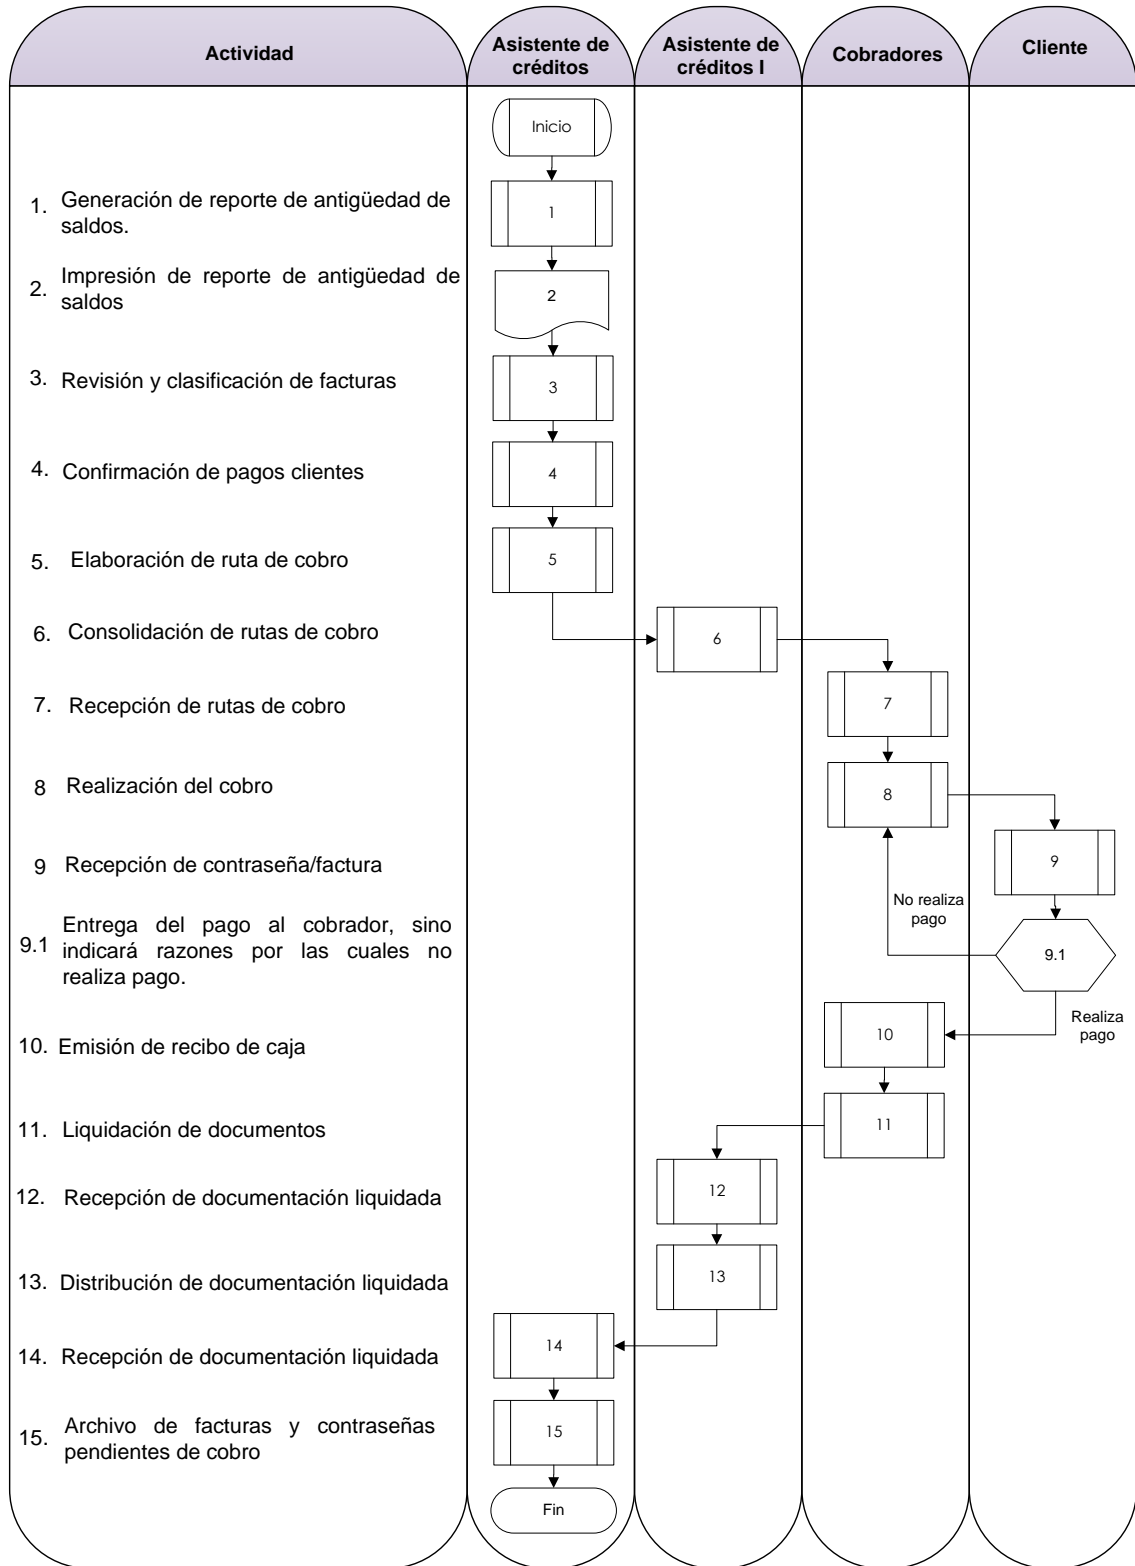 Actividad
Asistente de
créditos
Asistente de
créditos I
Cobradores
Cliente
Inicio
1. Generación de reporte de antigüedad de
saldos.
1
2. Impresión de reporte de antigüedad de
saldos
2
3. Revisión y clasificación de facturas
3
4. Confirmación de pagos clientes
4
5. Elaboración de ruta de cobro
5
6. Consolidación de rutas de cobro
6
7. Recepción de rutas de cobro
7
8 Realización del cobro
8
9 Recepción de contraseña/factura
9
No realiza
pago
9.1 Entrega del pago al cobrador, sino
indicará razones por las cuales no
realiza pago.
9.1
Realiza
pago
10. Emisión de recibo de caja
10
11. Liquidación de documentos
11
12. Recepción de documentación liquidada
12
13. Distribución de documentación liquidada
13
14. Recepción de documentación liquidada
14
15. Archivo de facturas y contraseñas
pendientes de cobro
15
Fin